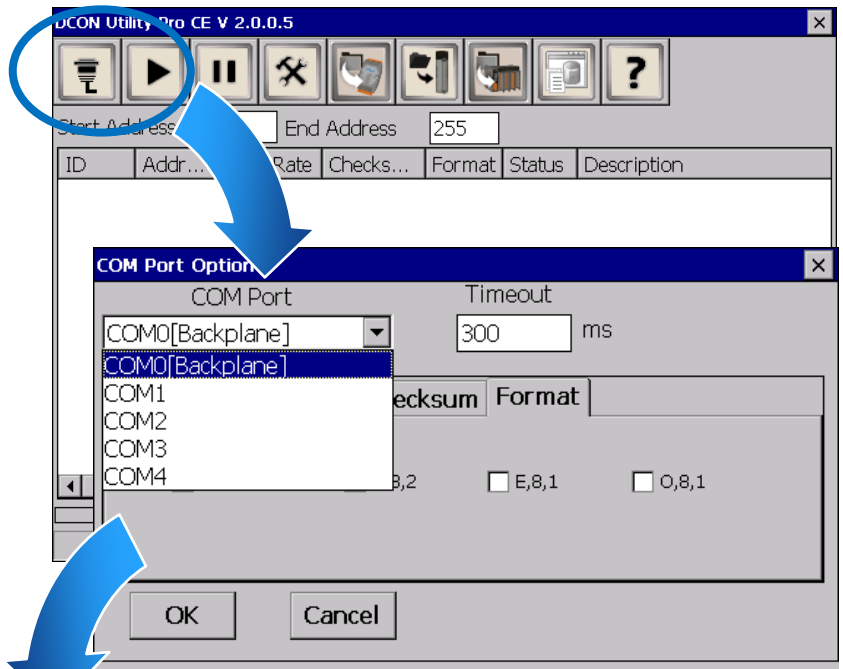 DCON Utility Pro CE V 2.0.0.5
?
Start Address End Address 255
ID Addr... Rate Checks... Format Status Description
COM Port Option
COM Port Timeout
COM0[Backplane] 300 ms
COM0[Backplane]
COM1
COM2
COM3
COM4
ecksum Format
8,2 E,8,1 O,8,1
OK Cancel